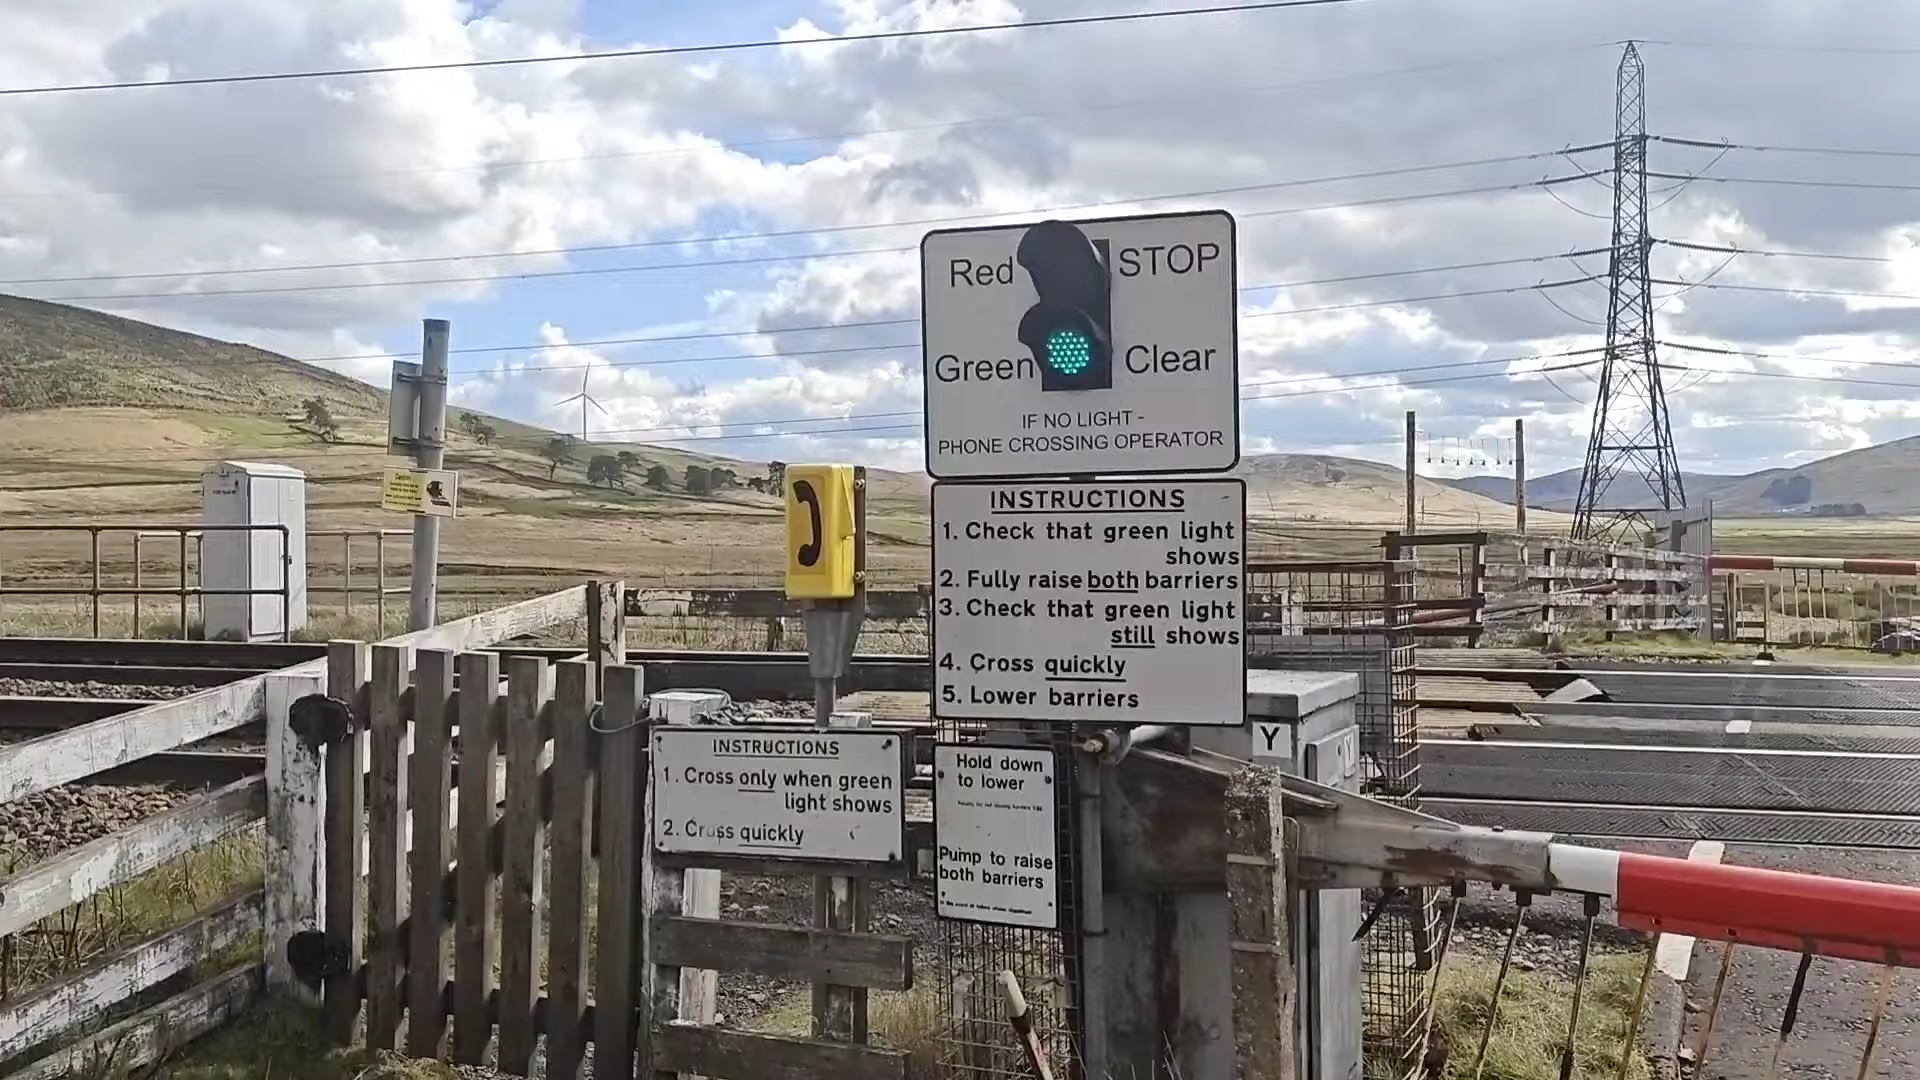 Red STOP
Green Clear
IF NO LIGHT -
PHONE CROSSING OPERATOR
INSTRUCTIONS
1. Check that green light
shows
2. Fully raise both barriers
3. Check that green light
still shows
4. Cross quickly
5. Lower barriers
Y
Y
INSTRUCTIONS
1. Cross only when green
light shows
2. Cross quickly
Hold down
to lower
Pump to raise
both barriers